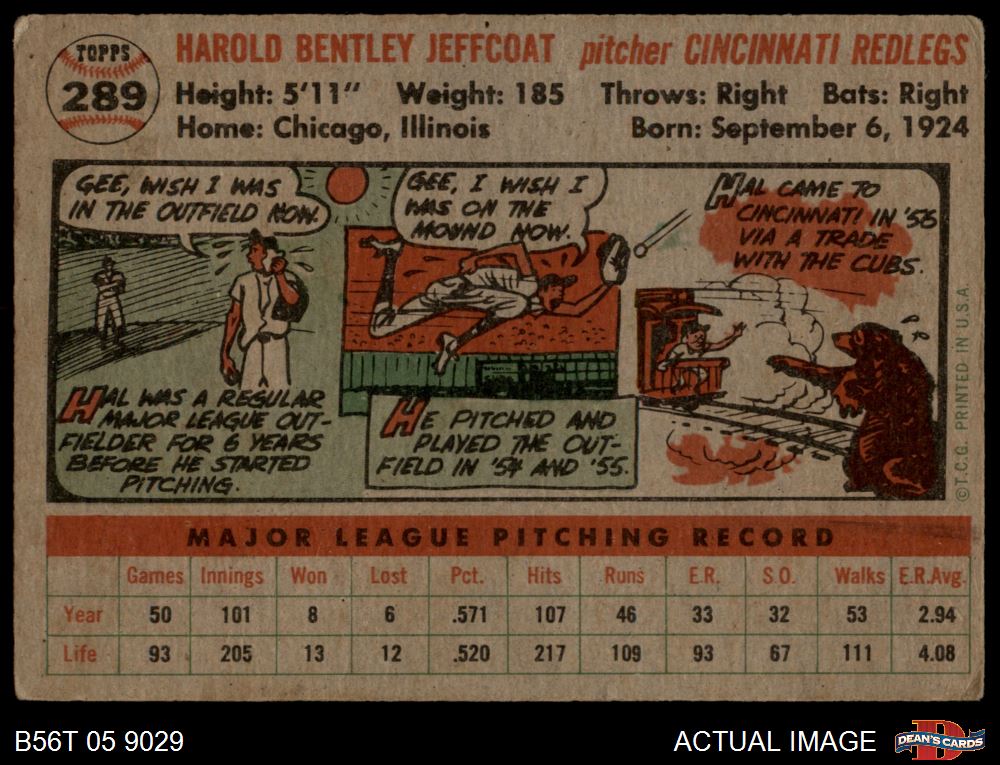 TOPPS
289
HAROLD BENTLEY JEFFCOAT pitcher CINCINNATI REDLEGS
Height: 5'11" Weight: 185 Throws: Right Bats: Right
Home: Chicago, Illinois Born: September 6, 1924
GEE, WISH I WAS
IN THE OUTFIELD NOW.
HAL WAS A REGULAR
MAJOR LEAGUE OUT-
FIELDER FOR 6 YEARS
BEFORE HE STARTED
PITCHING.
GEE, I WISH I
WAS ON THE
MOUND NOW.
HE PITCHED AND
PLAYED THE OUT-
FIELD IN '54 AND '55.
HAL CAME TO
CINCINNATI IN '56
VIA A TRADE
WITH THE CUBS.
GRR
©T.C.G. PRINTED IN U.S.A.
MAJOR LEAGUE PITCHING RECORD
Games Innings Won Lost Pct. Hits Runs E.R. S.O. Walks E.R.Avg.
Year 50 101 8 6 .571 107 46 33 32 53 2.94
Life 93 205 13 12 .520 217 109 93 67 111 4.08
B56T 05 9029
ACTUAL IMAGE
DEAN'S CARDS